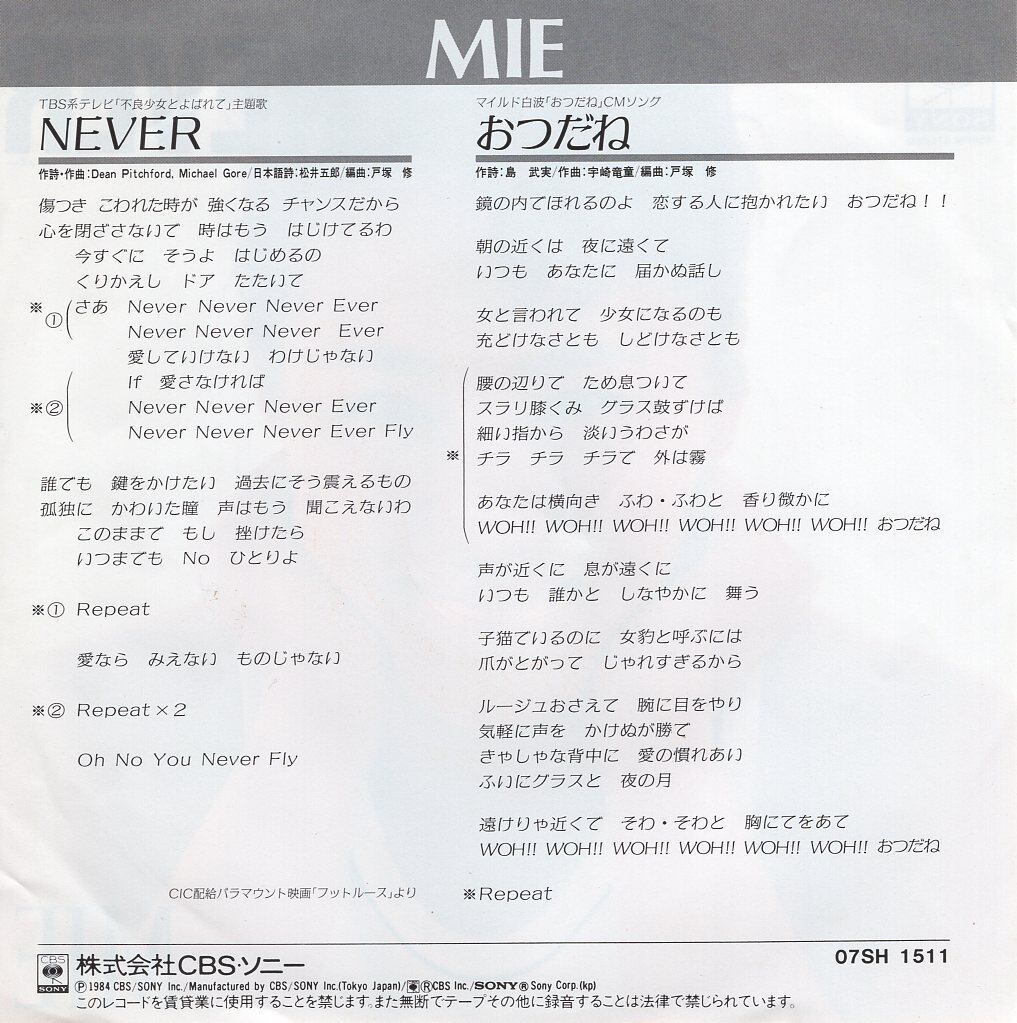 MIE
TBS系テレビ「不良少女とよばれて」主題歌
NEVER
作詩・作曲:Dean Pitchford, Michael Gore/日本語詩:松井五郎/編曲:戸塚 修
傷つき こわれた時が 強くなる チャンスだから
心を閉ざさないで 時はもう はじけてるわ
今すぐに そうよ はじめるの
くりかえし ドア たたいて
※① さあ Never Never Never Ever
Never Never Never Ever
愛していけない わけじゃない
※② If 愛さなければ
Never Never Never Ever
Never Never Never Ever Fly
誰でも 鍵をかけたい 過去にそう震えるもの
孤独に かわいた瞳 声はもう 聞こえないわ
このままで もし 挫けたら
いつまでも No ひとりよ
※① Repeat
愛なら みえない ものじゃない
※② Repeat×2
Oh No You Never Fly
CIC配給パラマウント映画「フットルース」より
マイルド白波「おつだね」CMソング
おつだね
作詩:島 武実/作曲:宇崎竜童/編曲:戸塚 修
鏡の内でほれるのよ 恋する人に抱かれたい おつだね!!
朝の近くは 夜に遠くて
いつも あなたに 届かぬ話し
女と言われて 少女になるのも
充どけなさとも しどけなさとも
※ 腰の辺りで ため息ついて
スラリ膝くみ グラス鼓ずけば
細い指から 淡いうわさが
チラ チラ チラで 外は霧
あなたは横向き ふわ・ふわと 香り微かに
WOH!! WOH!! WOH!! WOH!! WOH!! WOH!! おつだね
声が近くに 息が遠くに
いつも 誰かと しなやかに 舞う
子猫でいるのに 女豹と呼ぶには
爪がとがって じゃれすぎるから
ルージュおさえて 腕に目をやり
気軽に声を かけぬが勝で
きゃしゃな背中に 愛の慣れあい
ふいにグラスと 夜の月
遠けりゃ近くで そわ・そわと 胸にてをあて
WOH!! WOH!! WOH!! WOH!! WOH!! WOH!! おつだね
※Repeat
07SH 1511
CBS SONY 株式会社CBS・ソニー
Ⓟ1984 CBS/SONY Inc./Manufactured by CBS/SONY Inc.(Tokyo Japan)/ⓇCBS Inc./SONY® Sony Corp.(kp)
このレコードを賃貸業に使用することを禁じます。また無断でテープその他に録音することは法律で禁じられています。